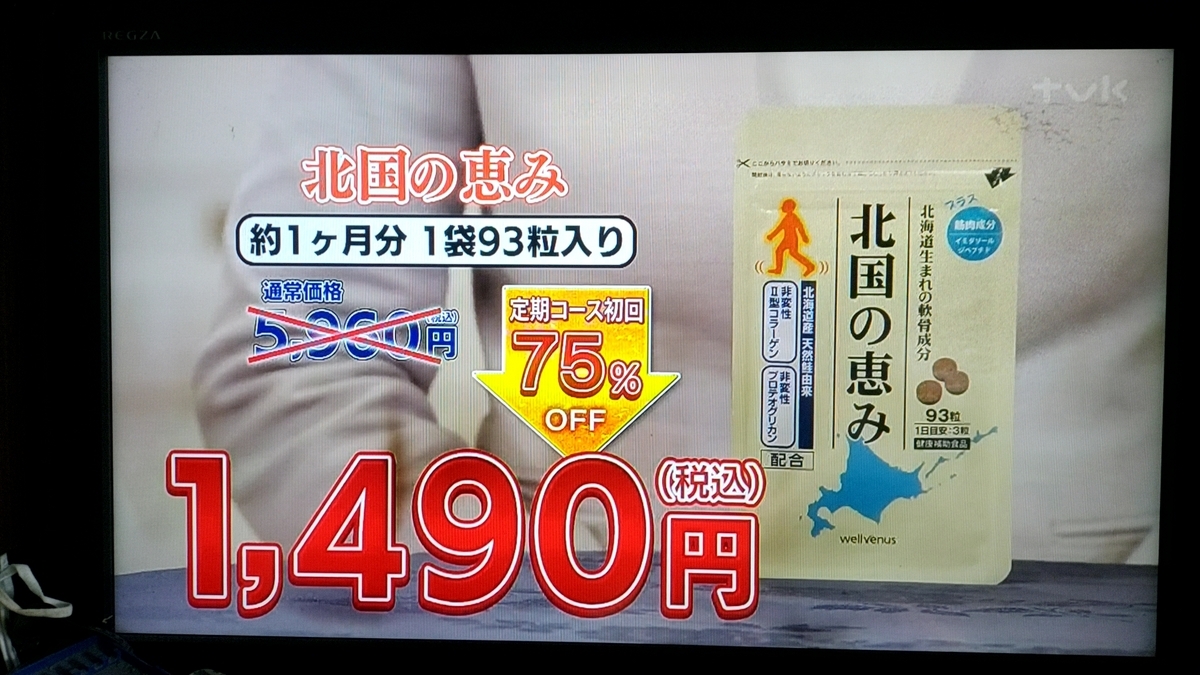 REGZA
tvk
北国の恵み
約1ヶ月分 1袋93粒入り
通常価格
5,960円(税込)
定期コース初回
75%
OFF
1,490円(税込)
ここからハサミでお切りください。
プラス
筋肉成分
イミダゾール
ジペプチド
北海道生まれの軟骨成分
北国の恵み
北海道産 天然鮭由来
非変性
II型コラーゲン
非変性
プロテオグリカン
配合
93粒
1日目安:3粒
健康補助食品
wellvenus